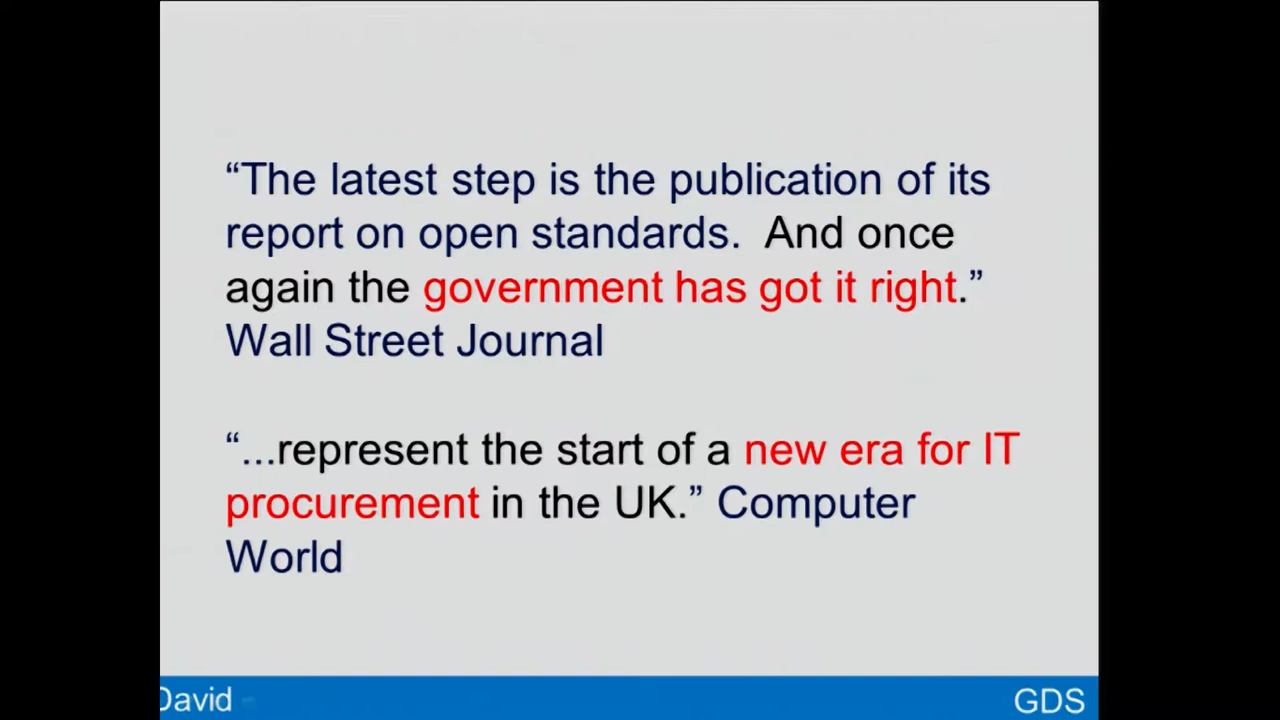 “The latest step is the publication of its
report on open standards.  And once
again the government has got it right.”
Wall Street Journal
“...represent the start of a new era for IT
procurement in the UK.” Computer
World
David -
GDS